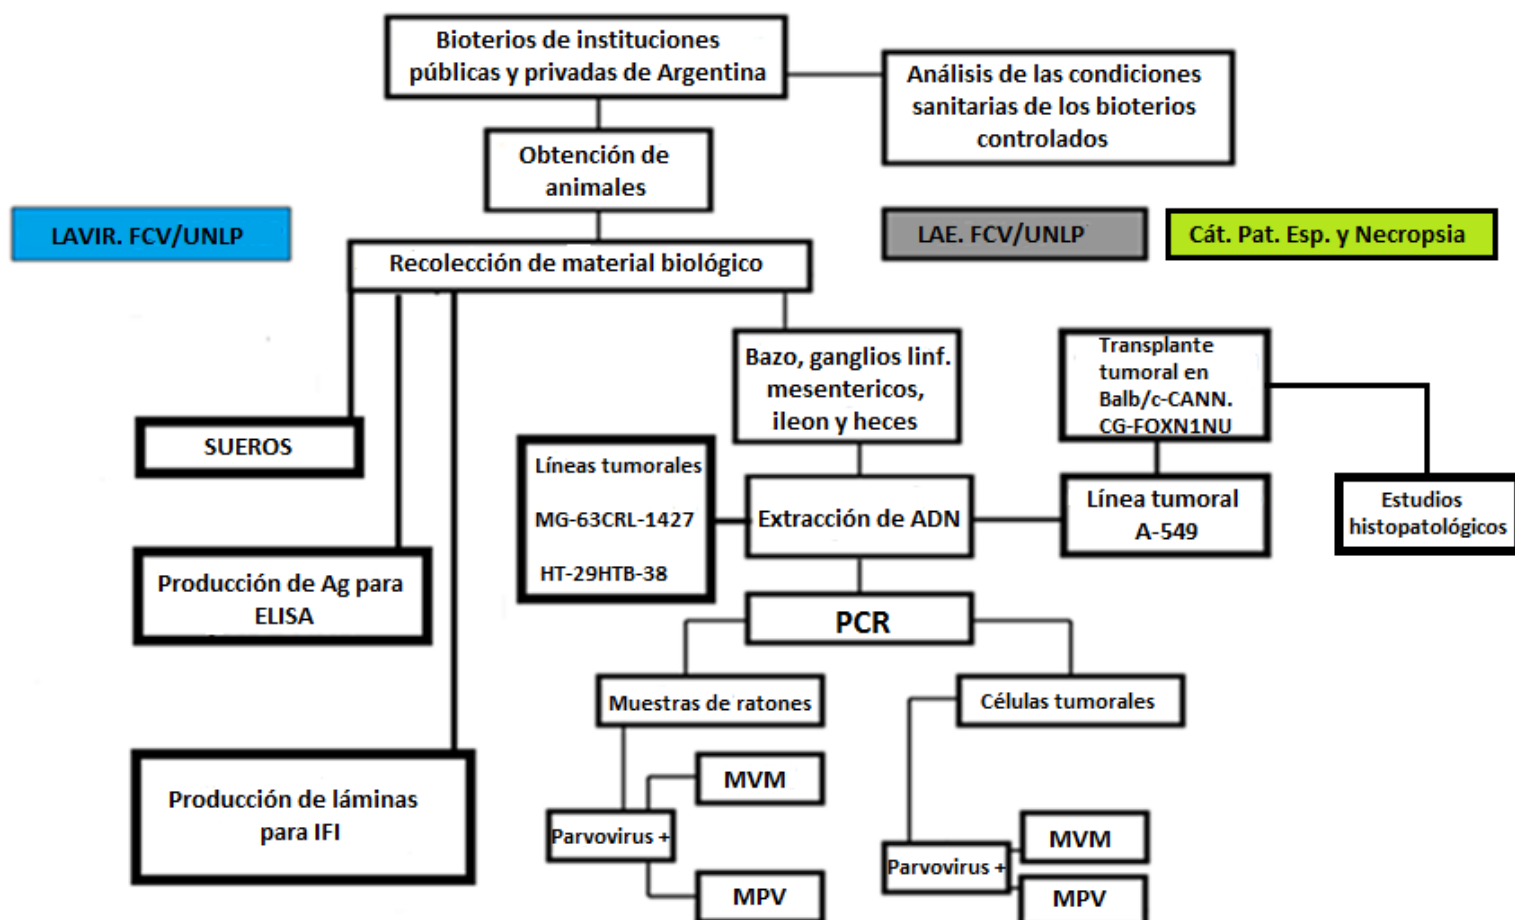 Bioterios de instituciones
públicas y privadas de Argentina
Análisis de las condiciones
sanitarias de los bioterios
controlados
Obtención de
animales
LAVIR. FCV/UNLP
LAE. FCV/UNLP
Cát. Pat. Esp. y Necropsia
Recolección de material biológico
Bazo, ganglios linf.
mesentericos,
ileon y heces
Transplante
tumoral en
Balb/c-CANN.
CG-FOXN1NU
SUEROS
Líneas tumorales
MG-63CRL-1427
HT-29HTB-38
Extracción de ADN
Línea tumoral
A-549
Estudios
histopatológicos
Producción de Ag para
ELISA
PCR
Muestras de ratones
Células tumorales
Producción de láminas
para IFI
MVM
Parvovirus +
MPV
MVM
Parvovirus +
MPV